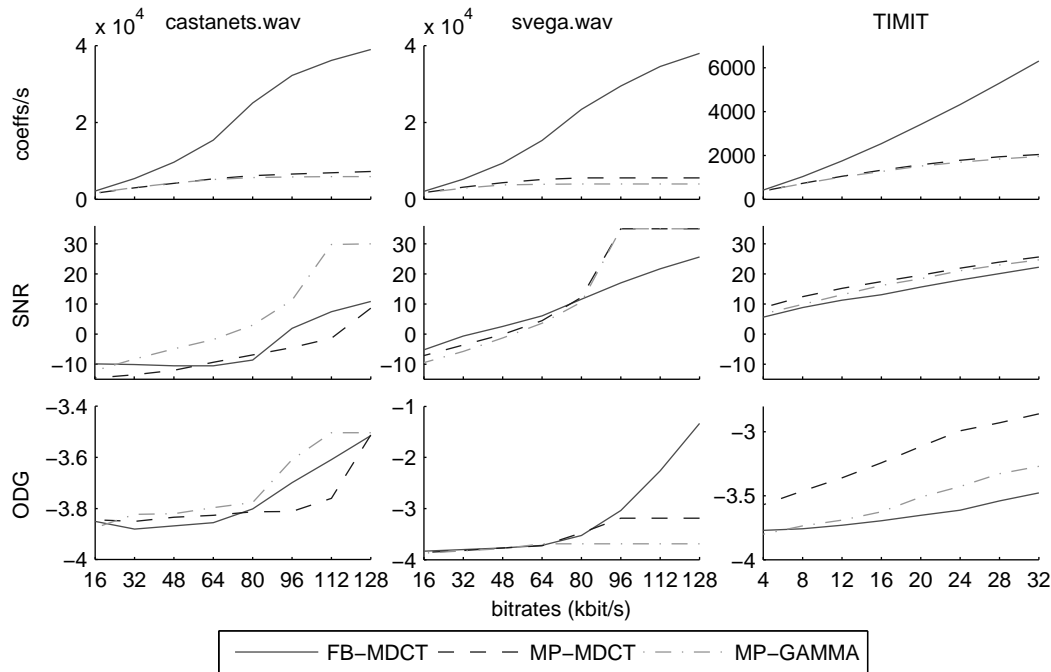 castanets.wav
svega.wav
TIMIT
x 10^4
x 10^4
coeffs/s
4
2
0
4
2
0
6000
4000
2000
0
SNR
30
20
10
0
−10
30
20
10
0
−10
30
20
10
0
−10
ODG
−3.4
−3.6
−3.8
−4
−1
−2
−3
−4
−3
−3.5
−4
16 32 48 64 80 96 112 128
16 32 48 64 80 96 112 128
4 8 12 16 20 24 28 32
bitrates (kbit/s)
FB−MDCT MP−MDCT MP−GAMMA